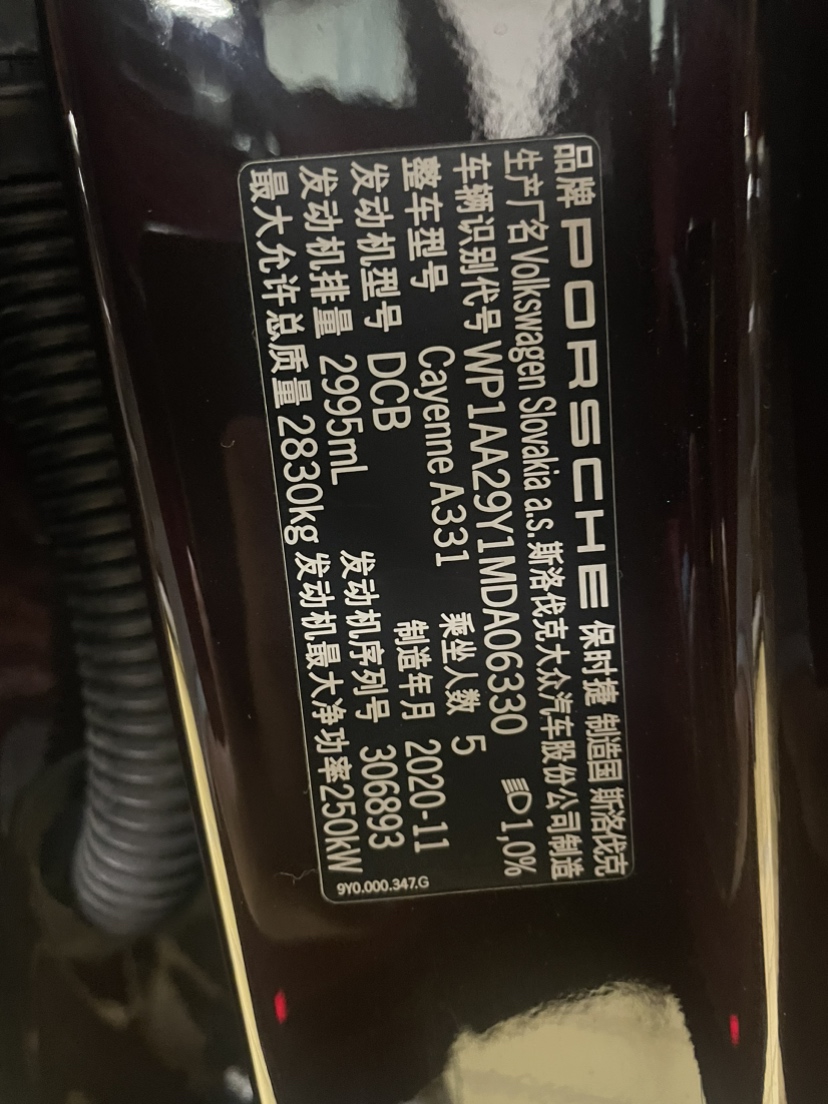 品牌 PORSCHE 保时捷 制造国 斯洛伐克
生产厂名 Volkswagen Slovakia a.s. 斯洛伐克大众汽车股份公司制造
车辆识别代号 WP1AA29Y1MDA06330 1,0%
整车型号 Cayenne A331 乘坐人数 5
发动机型号 DCB 制造年月 2020-11
发动机排量 2995mL 发动机序列号 306893
最大允许总质量 2830kg 发动机最大净功率250kW
9Y0.000.347.G